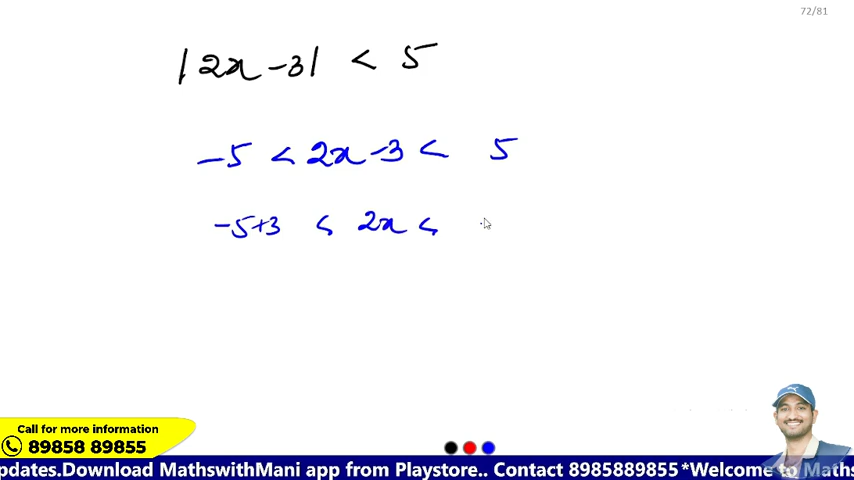 72/81
|2x-3| < 5
-5 < 2x-3 < 5
-5+3 < 2x <
Call for more information
89858 89855
pdates.Download MathswithMani app from Playstore.. Contact 8985889855*Welcome to Maths